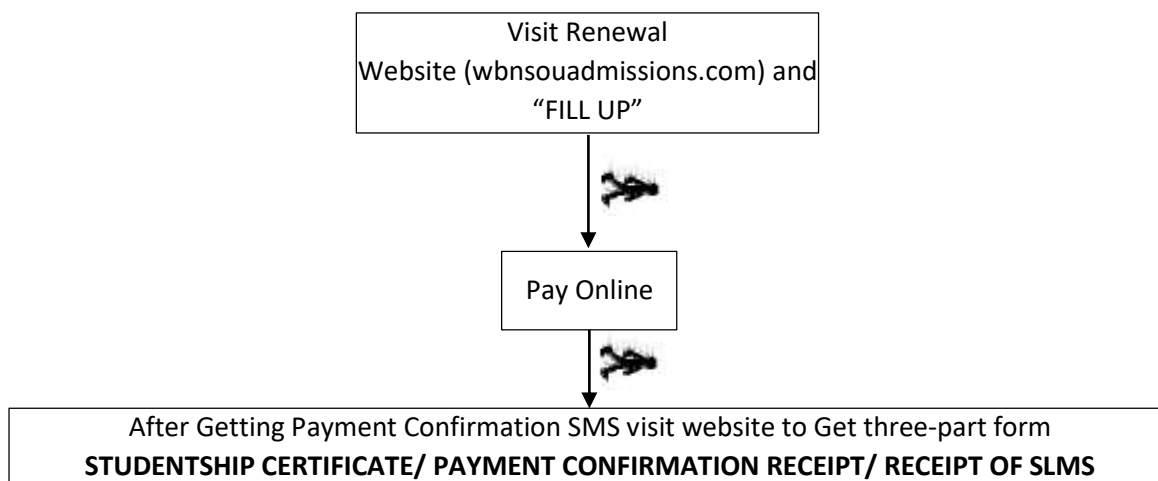 Visit Renewal
Website (wbnsouadmissions.com) and
“FILL UP”
Pay Online
After Getting Payment Confirmation SMS visit website to Get three-part form
STUDENTSHIP CERTIFICATE/ PAYMENT CONFIRMATION RECEIPT/ RECEIPT OF SLMS